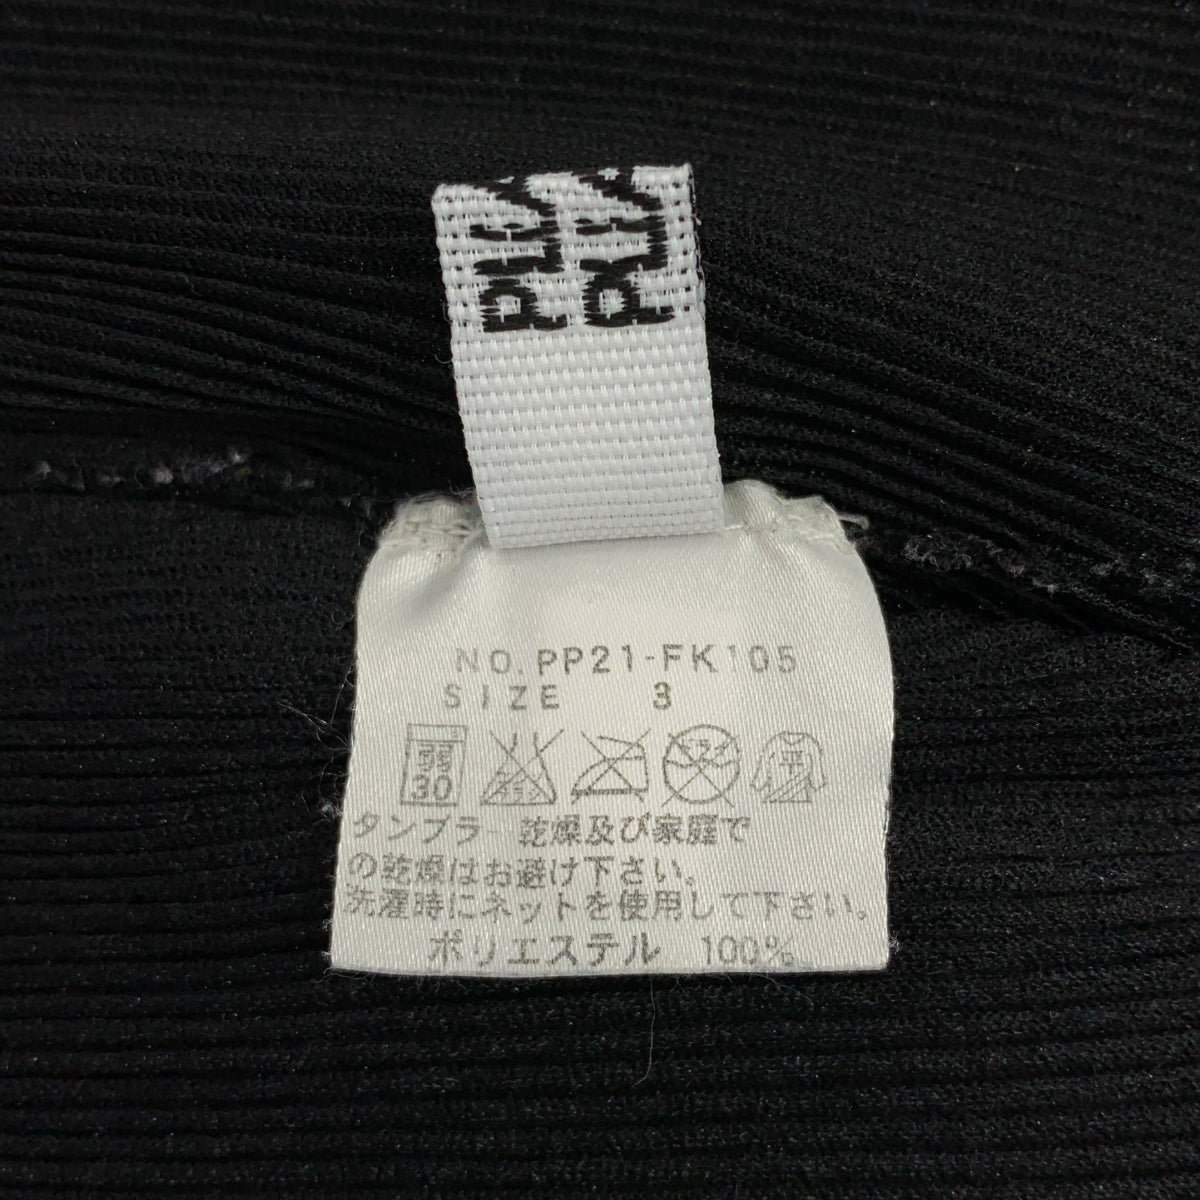 NO.PP21-FK105
SIZE 3
弱
30
平
タンブラー乾燥及び家庭で
の乾燥はお避け下さい。
洗濯時にネットを使用して下さい。
ポリエステル 100%